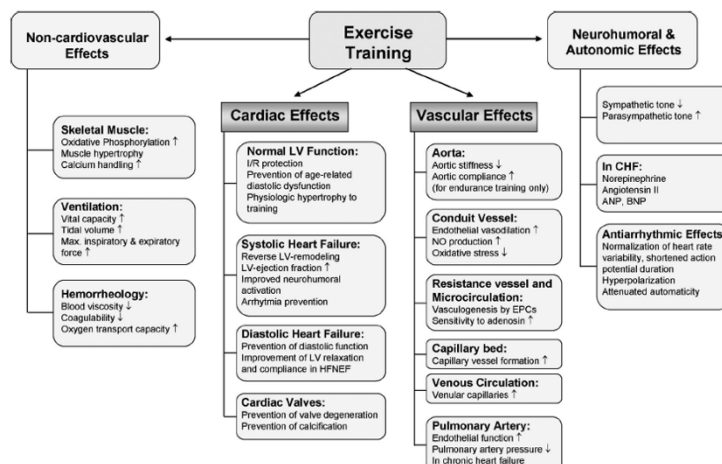 Exercise
Training
Non-cardiovascular
Effects
Skeletal Muscle:
Oxidative Phosphorylation ↑
Muscle hypertrophy
Calcium handling ↑
Ventilation:
Vital capacity ↑
Tidal volume ↑
Max. inspiratory & expiratory
force ↑
Hemorrheology:
Blood viscosity ↓
Coagulability ↓
Oxygen transport capacity ↑
Cardiac Effects
Normal LV Function:
I/R protection
Prevention of age-related
diastolic dysfunction
Physiologic hypertrophy to
training
Systolic Heart Failure:
Reverse LV-remodeling
LV-ejection fraction ↑
Improved neurohumoral
activation
Arrhytmia prevention
Diastolic Heart Failure:
Prevention of diastolic function
Improvement of LV relaxation
and compliance in HFNEF
Cardiac Valves:
Prevention of valve degeneration
Prevention of calcification
Vascular Effects
Aorta:
Aortic stiffness ↓
Aortic compliance ↑
(for endurance training only)
Conduit Vessel:
Endothelial vasodilation ↑
NO production ↑
Oxidative stress ↓
Resistance vessel and
Microcirculation:
Vasculogenesis by EPCs
Sensitivity to adenosin ↑
Capillary bed:
Capillary vessel formation ↑
Venous Circulation:
Venular capillaries ↑
Pulmonary Artery:
Endothelial function ↑
Pulmonary artery pressure ↓
In chronic heart failure
Neurohumoral &
Autonomic Effects
Sympathetic tone ↓
Parasympathetic tone ↑
In CHF:
Norepinephrine
Angiotensin II
ANP, BNP
Antiarrhythmic Effects:
Normalization of heart rate
variability, shortened action
potential duration
Hyperpolarization
Attenuated automaticity